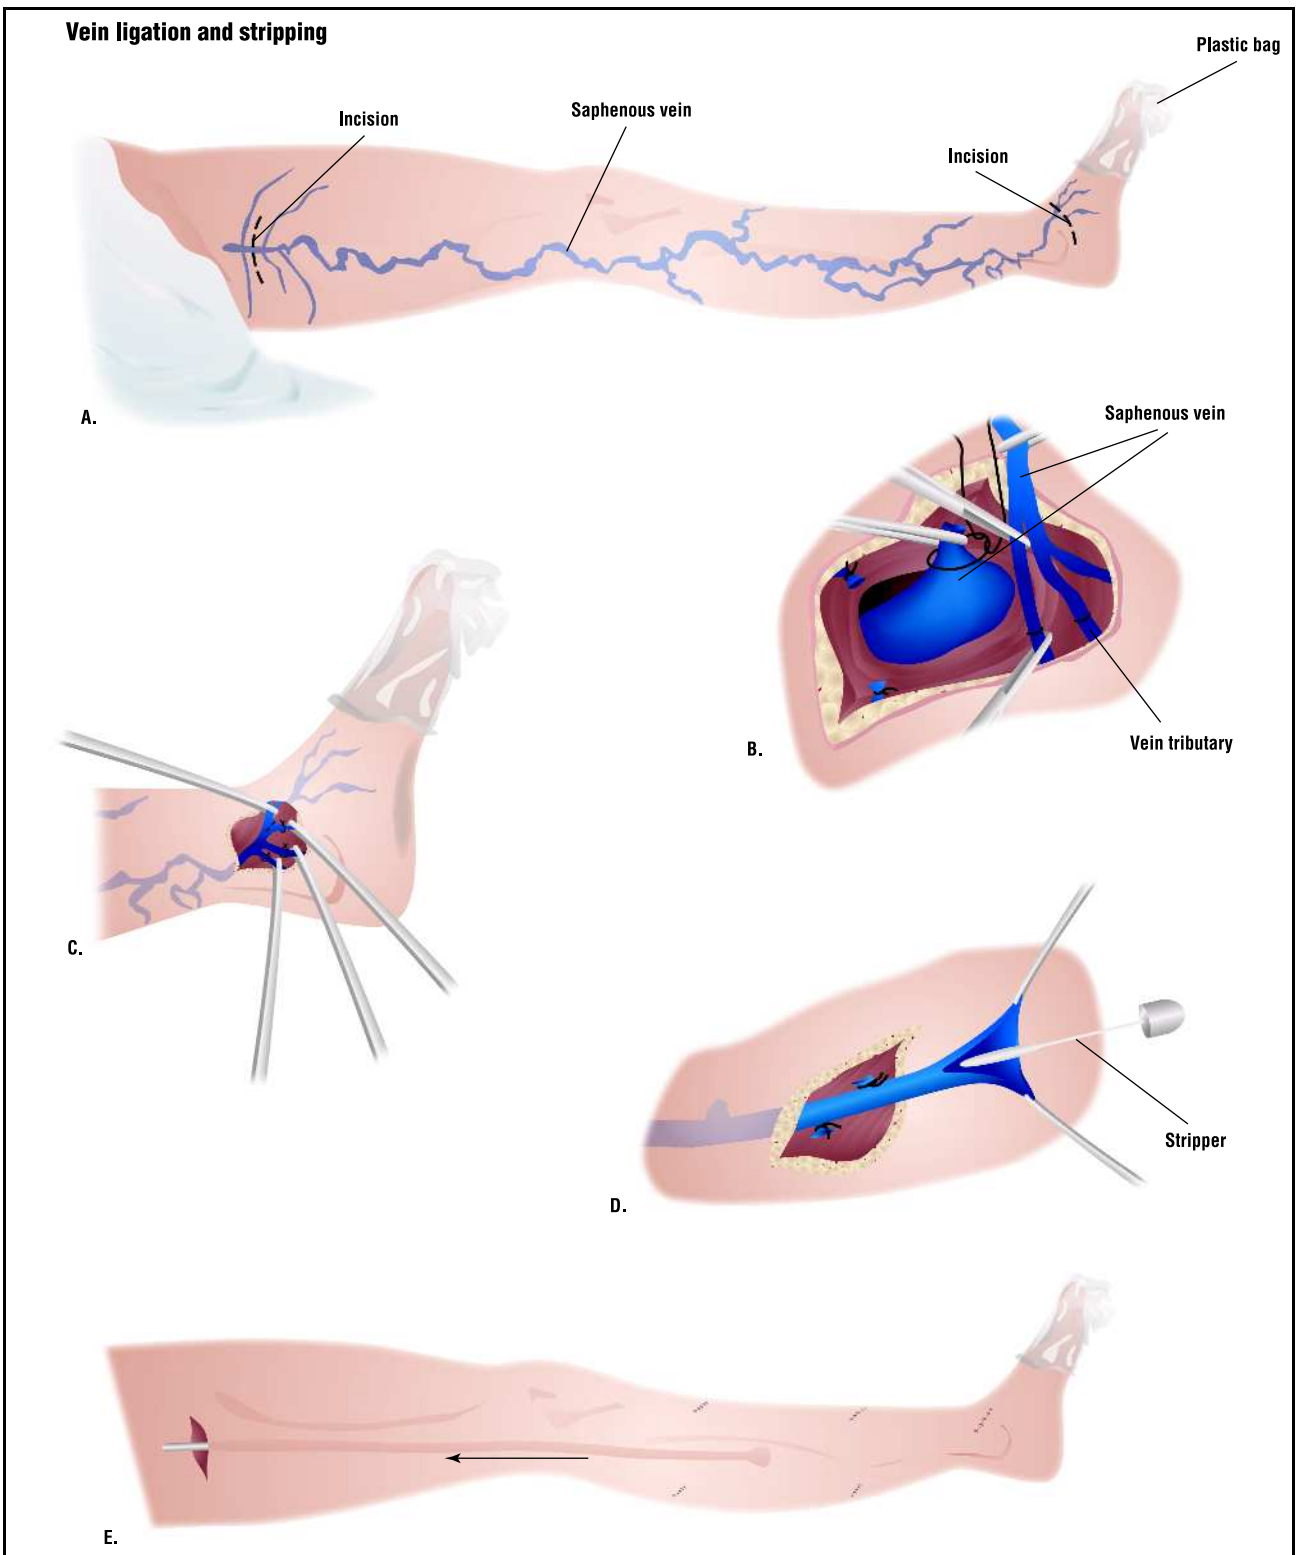 Vein ligation and stripping
Plastic bag
Incision
Saphenous vein
Incision
A.
Saphenous vein
B.
Vein tributary
C.
Stripper
D.
E.